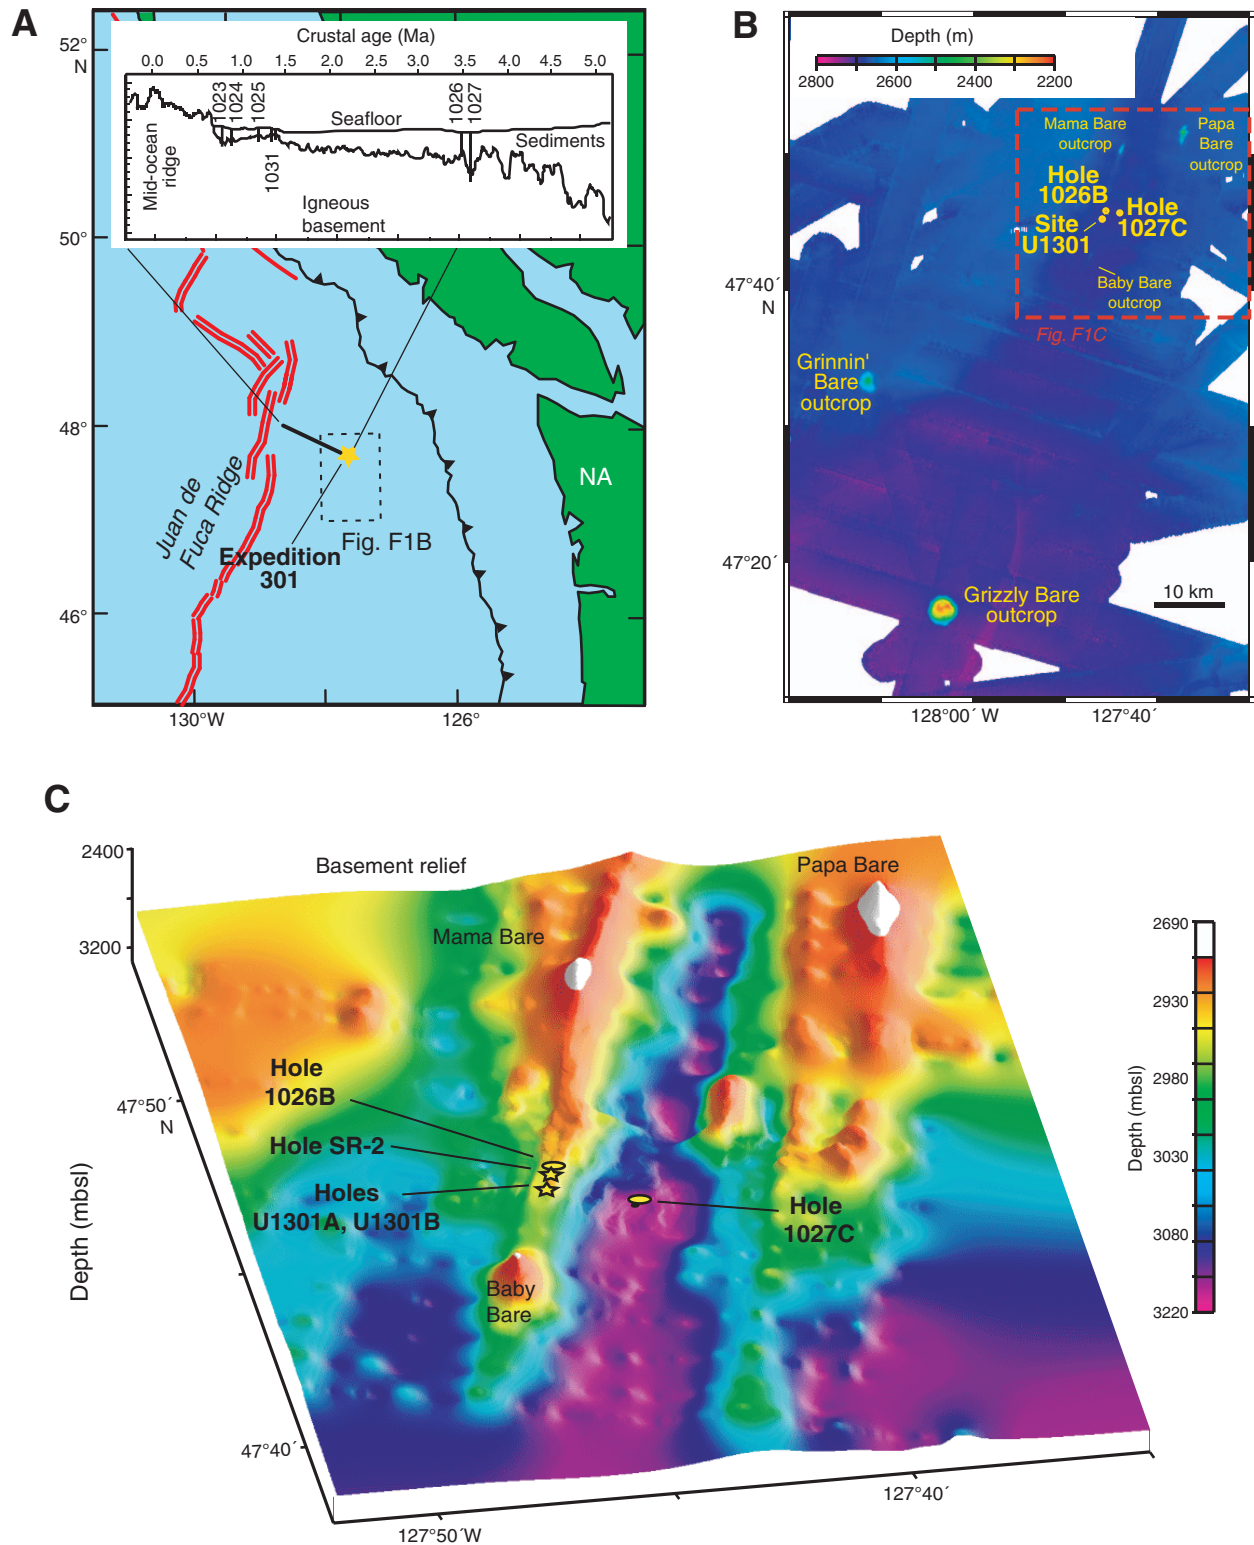 A
Crustal age (Ma)
0.0 0.5 1.0 1.5 2.0 2.5 3.0 3.5 4.0 4.5 5.0
1023
1024
1025
1026
1027
1031
Mid-ocean
ridge
Seafloor
Sediments
Igneous
basement
52°
N
50°
48°
46°
Juan de
Fuca Ridge
Expedition
301
Fig. F1B
NA
130°W
126°
B
Depth (m)
2800 2600 2400 2200
Mama Bare
outcrop
Papa
Bare
outcrop
Hole
1026B
Hole
1027C
Site
U1301
Baby Bare
outcrop
Fig. F1C
47°40´
N
Grinnin'
Bare
outcrop
47°20´
Grizzly Bare
outcrop
10 km
128°00´ W
127°40´
C
2400
3200
Basement relief
Papa Bare
Mama Bare
Hole
1026B
Hole SR-2
Holes
U1301A, U1301B
Hole
1027C
Baby
Bare
47°50´
N
47°40´
Depth (mbsl)
127°50´W
127°40´
Depth (mbsl)
2690
2930
2980
3030
3080
3220